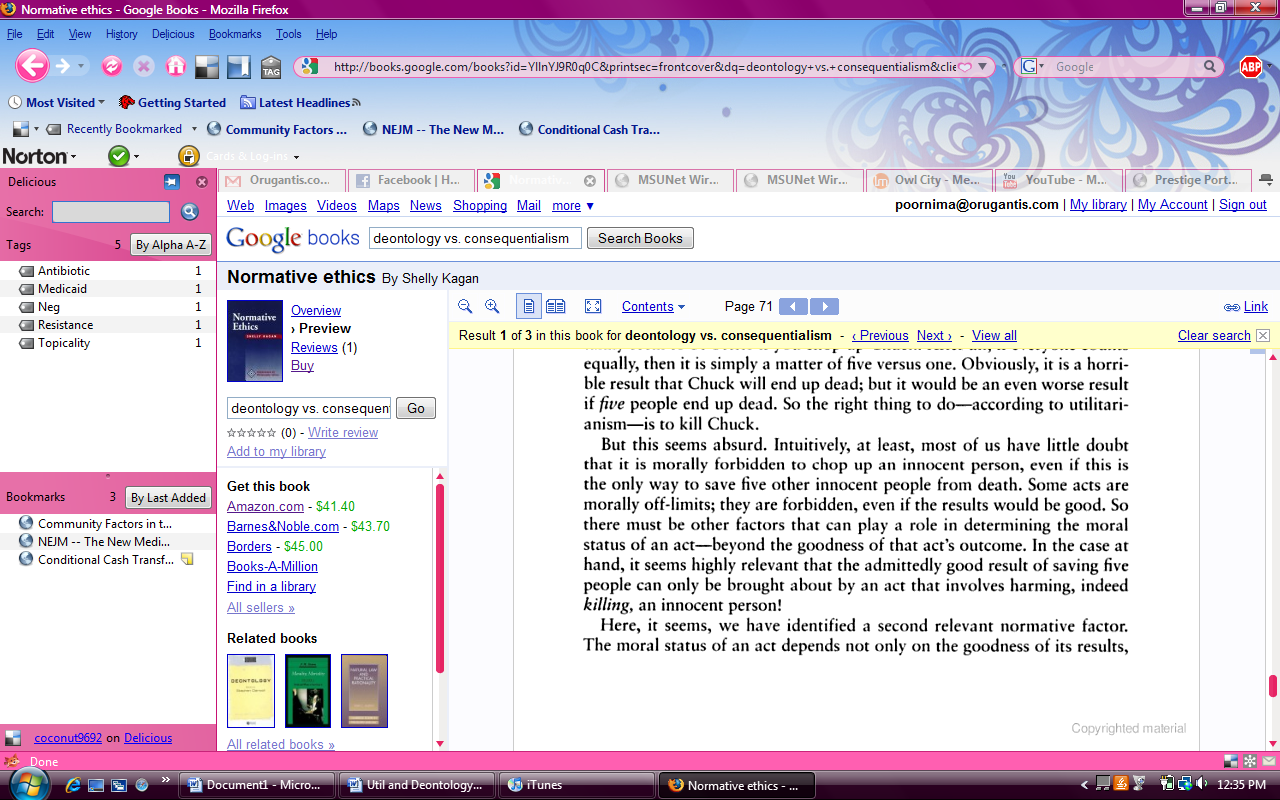 Normative ethics - Google Books - Mozilla Firefox
File Edit View History Delicious Bookmarks Tools Help
TAG http://books.google.com/books?id=YlInYJ9R0q0C&printsec=frontcover&dq=deontology+vs.+consequentialism&clie G Google ABP
Most Visited Getting Started Latest Headlines
Recently Bookmarked Community Factors ... NEJM -- The New M... Conditional Cash Tra...
Norton Cards & Log-ins
Delicious
Search:
Tags 5 By Alpha A-Z
Antibiotic 1
Medicaid 1
Neg 1
Resistance 1
Topicality 1
Bookmarks 3 By Last Added
Community Factors in t...
NEJM -- The New Medi...
Conditional Cash Transf...
coconut9692 on Delicious
Orugantis.co... Facebook | H... Normativ... MSUNet Wir... MSUNet Wir... Owl City - Me... YouTube - M... Prestige Port...
Web Images Videos Maps News Shopping Mail more ▼ poornima@orugantis.com | My library | My Account | Sign out
Google books deontology vs. consequentialism Search Books
Normative ethics By Shelly Kagan
Normative
Ethics
SHELLY KAGAN
Overview
› Preview
Reviews (1)
Buy
deontology vs. consequent Go
(0) - Write review
Add to my library
Get this book
Amazon.com - $41.40
Barnes&Noble.com - $43.70
Borders - $45.00
Books-A-Million
Find in a library
All sellers »
Related books
DEONTOLOGY
NATURAL LAW
AND
PRACTICAL
RATIONALITY
All related books »
Contents Page 71 Link
Result 1 of 3 in this book for deontology vs. consequentialism - ‹ Previous Next › - View all Clear search
equally, then it is simply a matter of five versus one. Obviously, it is a horri-
ble result that Chuck will end up dead; but it would be an even worse result
if five people end up dead. So the right thing to do—according to utilitari-
anism—is to kill Chuck.
But this seems absurd. Intuitively, at least, most of us have little doubt
that it is morally forbidden to chop up an innocent person, even if this is
the only way to save five other innocent people from death. Some acts are
morally off-limits; they are forbidden, even if the results would be good. So
there must be other factors that can play a role in determining the moral
status of an act—beyond the goodness of that act's outcome. In the case at
hand, it seems highly relevant that the admittedly good result of saving five
people can only be brought about by an act that involves harming, indeed
killing, an innocent person!
Here, it seems, we have identified a second relevant normative factor.
The moral status of an act depends not only on the goodness of its results,
Copyrighted material
Done
Document1 - Micro... Util and Deontology... iTunes Normative ethics - ... 12:35 PM